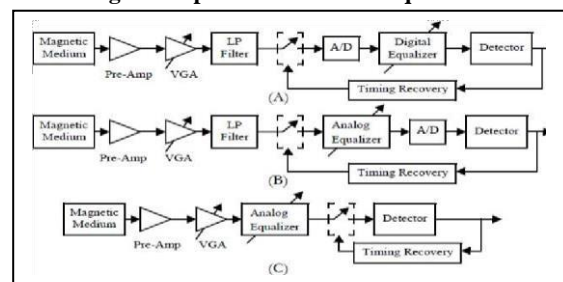 Magnetic Medium
Pre-Amp
VGA
LP Filter
A/D
Digital Equalizer
Detector
Timing Recovery
(A)
Magnetic Medium
Pre-Amp
VGA
LP Filter
Analog Equalizer
A/D
Detector
Timing Recovery
(B)
Magnetic Medium
Pre-Amp
VGA
Analog Equalizer
Detector
Timing Recovery
(C)